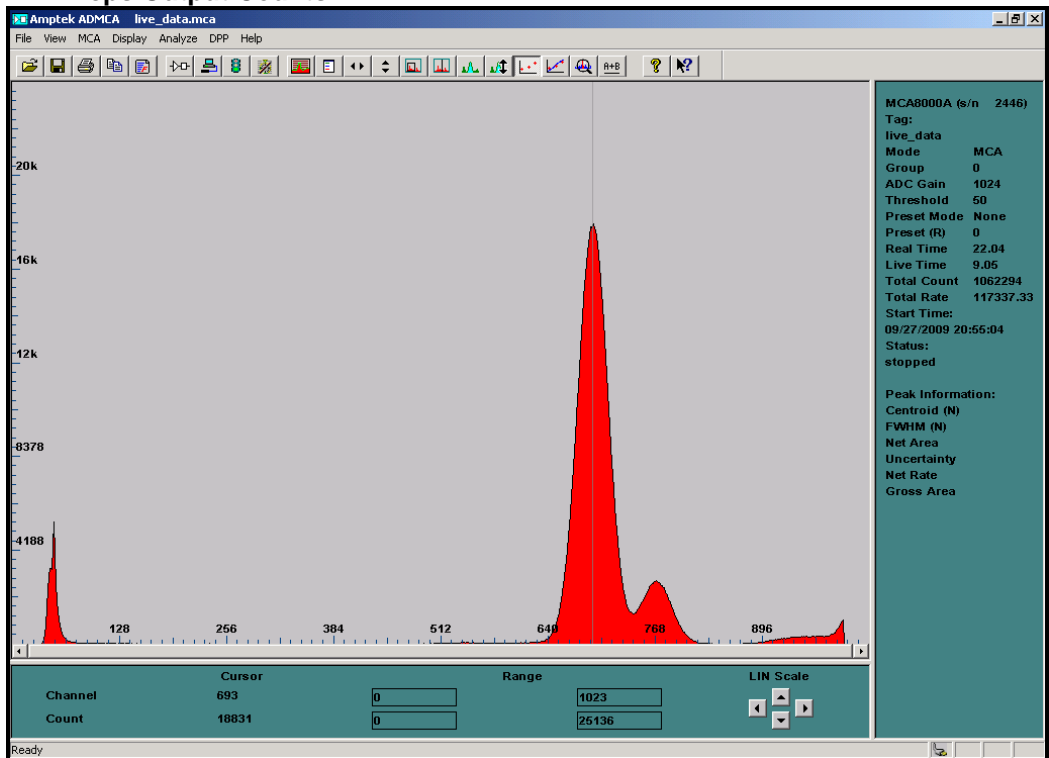 Amptek ADMCA live_data.mca
File View MCA Display Analyze DPP Help
A+B
20k
16k
12k
8378
4188
128 256 384 512 640 768 896
MCA8000A (s/n 2446)
Tag:
live_data
Mode MCA
Group 0
ADC Gain 1024
Threshold 50
Preset Mode None
Preset (R) 0
Real Time 22.04
Live Time 9.05
Total Count 1062294
Total Rate 117337.33
Start Time:
09/27/2009 20:55:04
Status:
stopped
Peak Information:
Centroid (N)
FWHM (N)
Net Area
Uncertainty
Net Rate
Gross Area
Cursor Range LIN Scale
Channel 693 0 1023
Count 18831 0 25136
Ready